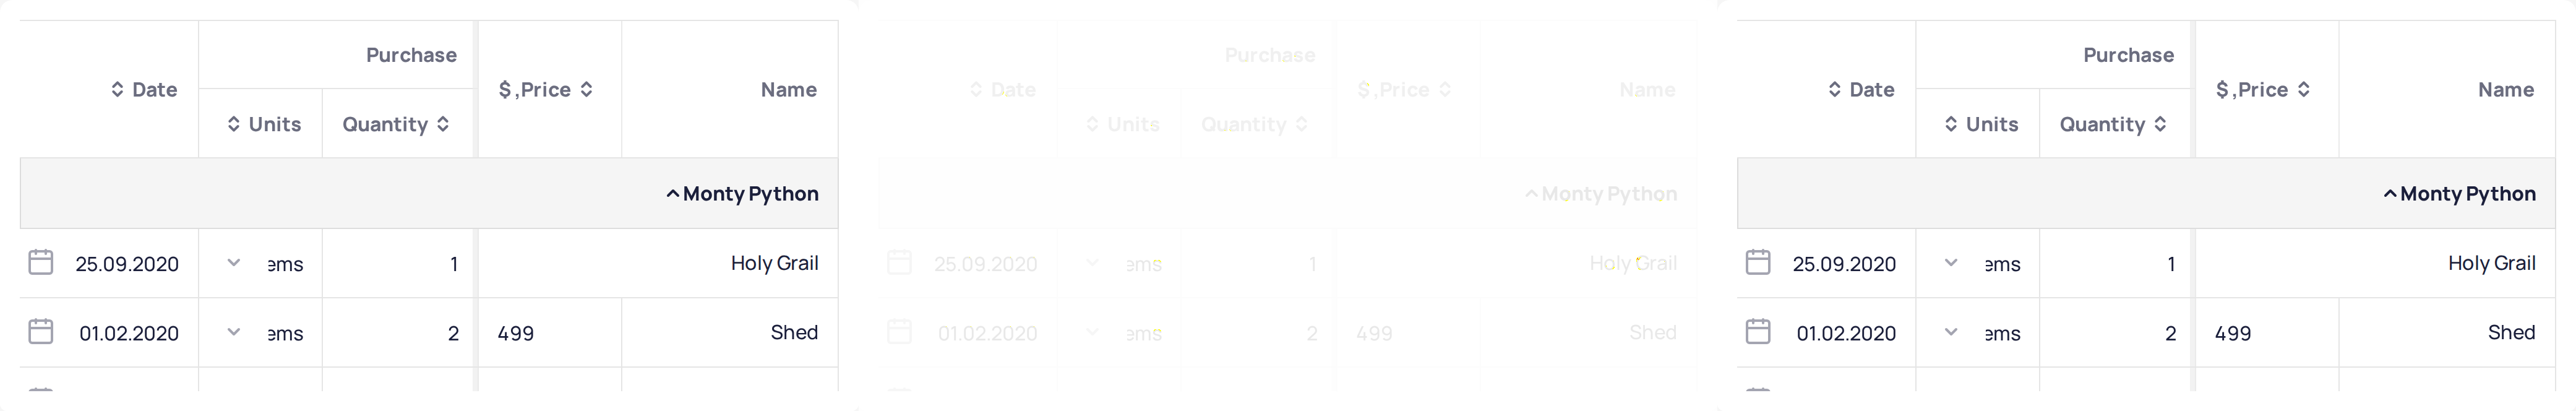 Purchase
Date $ ,Price Name
Units Quantity
Monty Python
25.09.2020 ems 1 Holy Grail
01.02.2020 ems 2 499 Shed
Purchase
Date $ ,Price Name
Units Quantity
Monty Python
25.09.2020 ems 1 Holy Grail
01.02.2020 ems 2 499 Shed
Purchase
Date $ ,Price Name
Units Quantity
Monty Python
25.09.2020 ems 1 Holy Grail
01.02.2020 ems 2 499 Shed